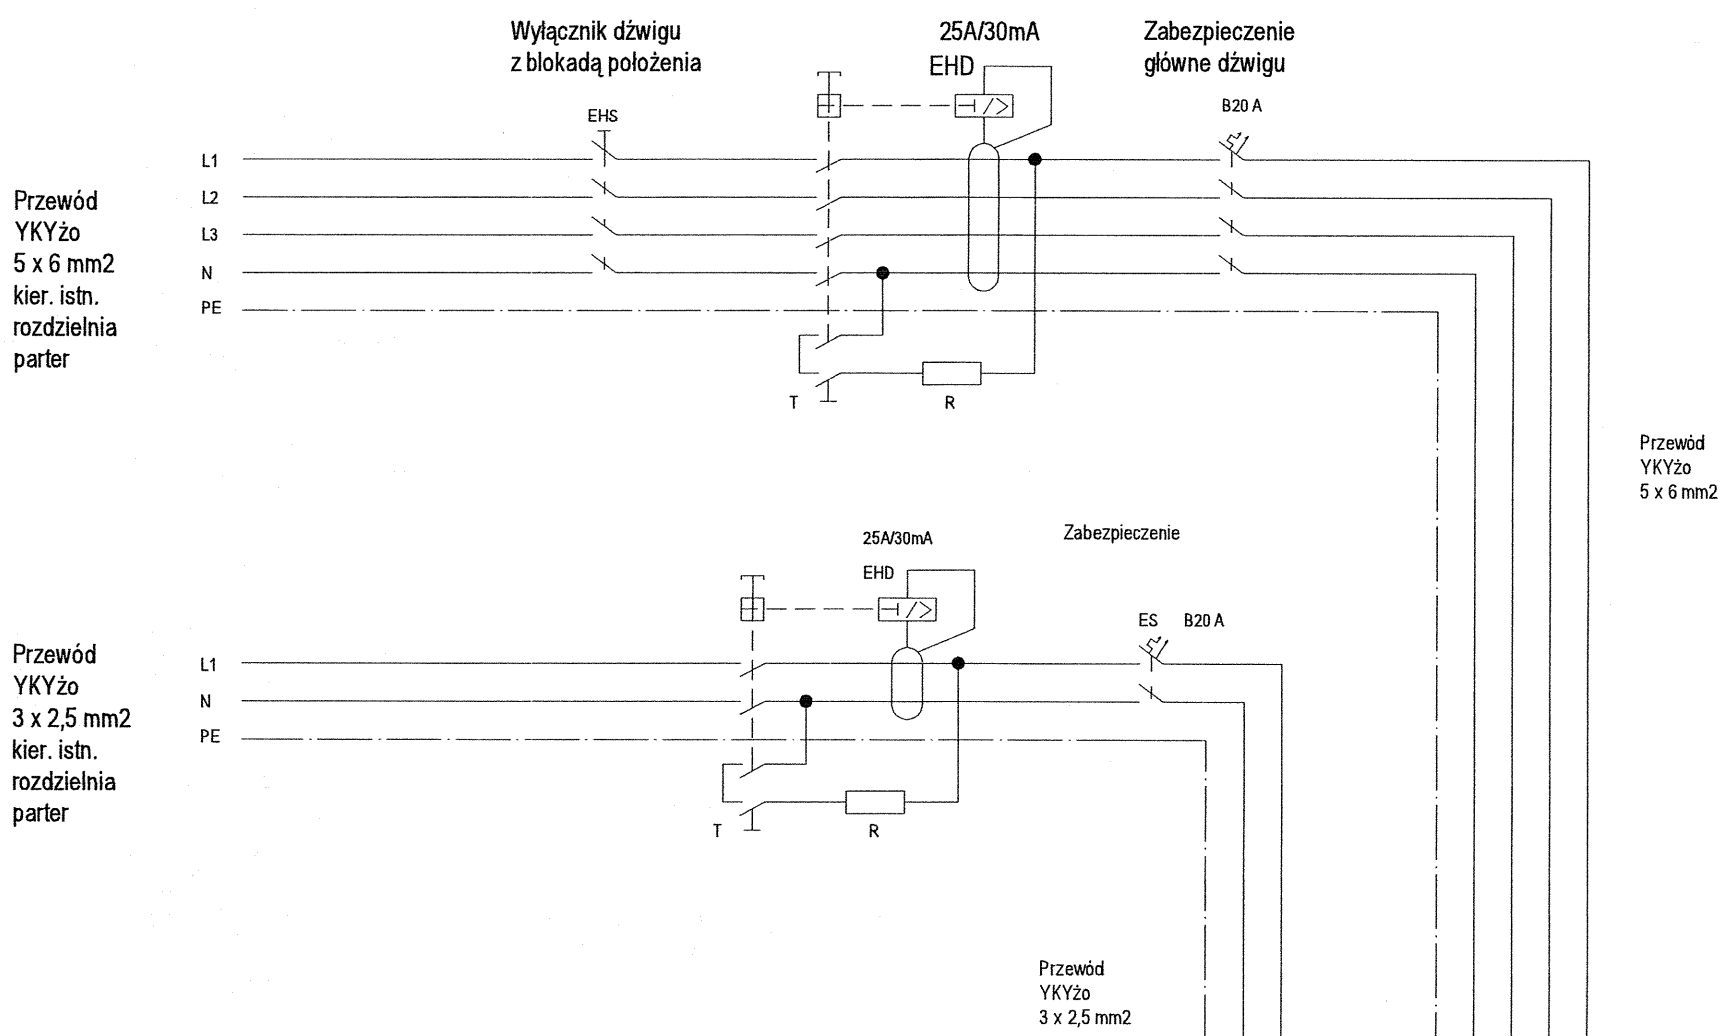 Wyłącznik dźwigu
z blokadą położenia
25A/30mA
EHD
Zabezpieczenie
główne dźwigu
B20 A
EHS
L1
L2
L3
N
PE
Przewód
YKYżo
5 x 6 mm2
kier. istn.
rozdzielnia
parter
T
R
Przewód
YKYżo
5 x 6 mm2
25A/30mA
EHD
Zabezpieczenie
ES B20 A
L1
N
PE
Przewód
YKYżo
3 x 2,5 mm2
kier. istn.
rozdzielnia
parter
T
R
Przewód
YKYżo
3 x 2,5 mm2